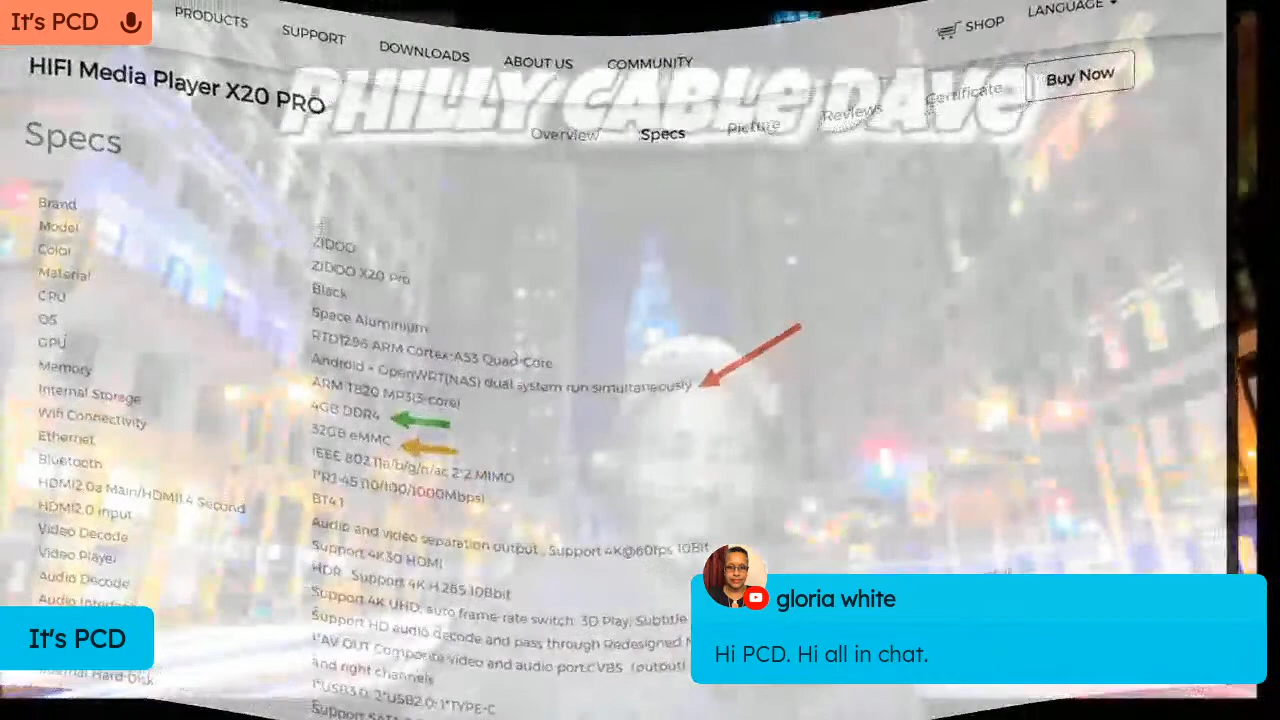 It's PCD
PRODUCTS SUPPORT DOWNLOADS ABOUT US COMMUNITY SHOP LANGUAGE
HIFI Media Player X20 PRO
PHILLY CABLE DAVE
Buy Now
Overview Specs Picture Reviews Certificate
Specs
Brand
Model
Color
Material
CPU
OS
GPU
Memory
Internal Storage
Wifi Connectivity
Ethernet
Bluetooth
HDMI2.0a Main/HDMI1.4 Second
HDMI2.0 input
Video Decode
Video Player
Audio Decode
Audio
ZIDOO
ZIDOO X20 Pro
Black
Space Aluminium
RTD1296 ARM Cortex-A53 Quad-Core
Android + OpenWRT(NAS) dual system run simultaneously
ARM T820 MP3(3-core)
4GB DDR4
32GB eMMC
IEEE 802.11a/b/g/n/ac 2*2 MIMO
1*RJ-45 (10/100/1000Mbps)
BT4.1
Audio and video separation output , Support 4K@60fps 10Bit
Support 4K30 HDMI
HDR , Support 4K H.265 10Bbit
Support 4K UHD, auto frame-rate switch, 3D Play, Subtitle
Support HD audio decode and pass through Redesigned
1*AV OUT Composite video and audio port:CVBS (output)
and right channels
1*USB3.0, 2*USB2.0, 1*TYPE-C
It's PCD
gloria white
Hi PCD. Hi all in chat.